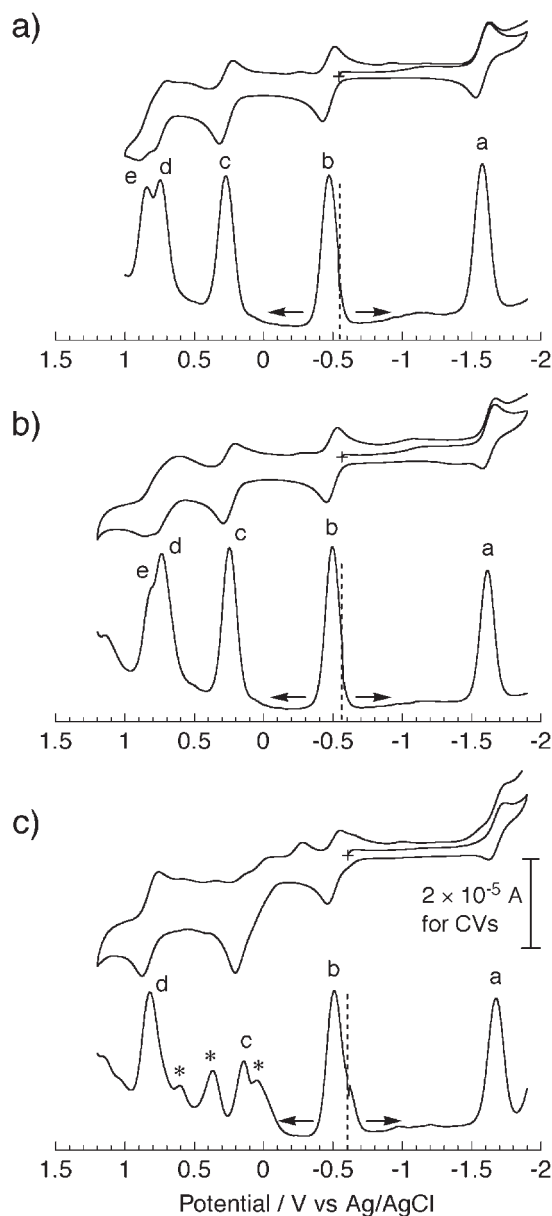 a)
e d c b a
1.5 1 0.5 0 -0.5 -1 -1.5 -2
b)
e d c b a
1.5 1 0.5 0 -0.5 -1 -1.5 -2
c)
2 × 10⁻⁵ A
for CVs
d * * c * b a
1.5 1 0.5 0 -0.5 -1 -1.5 -2
Potential / V vs Ag/AgCl